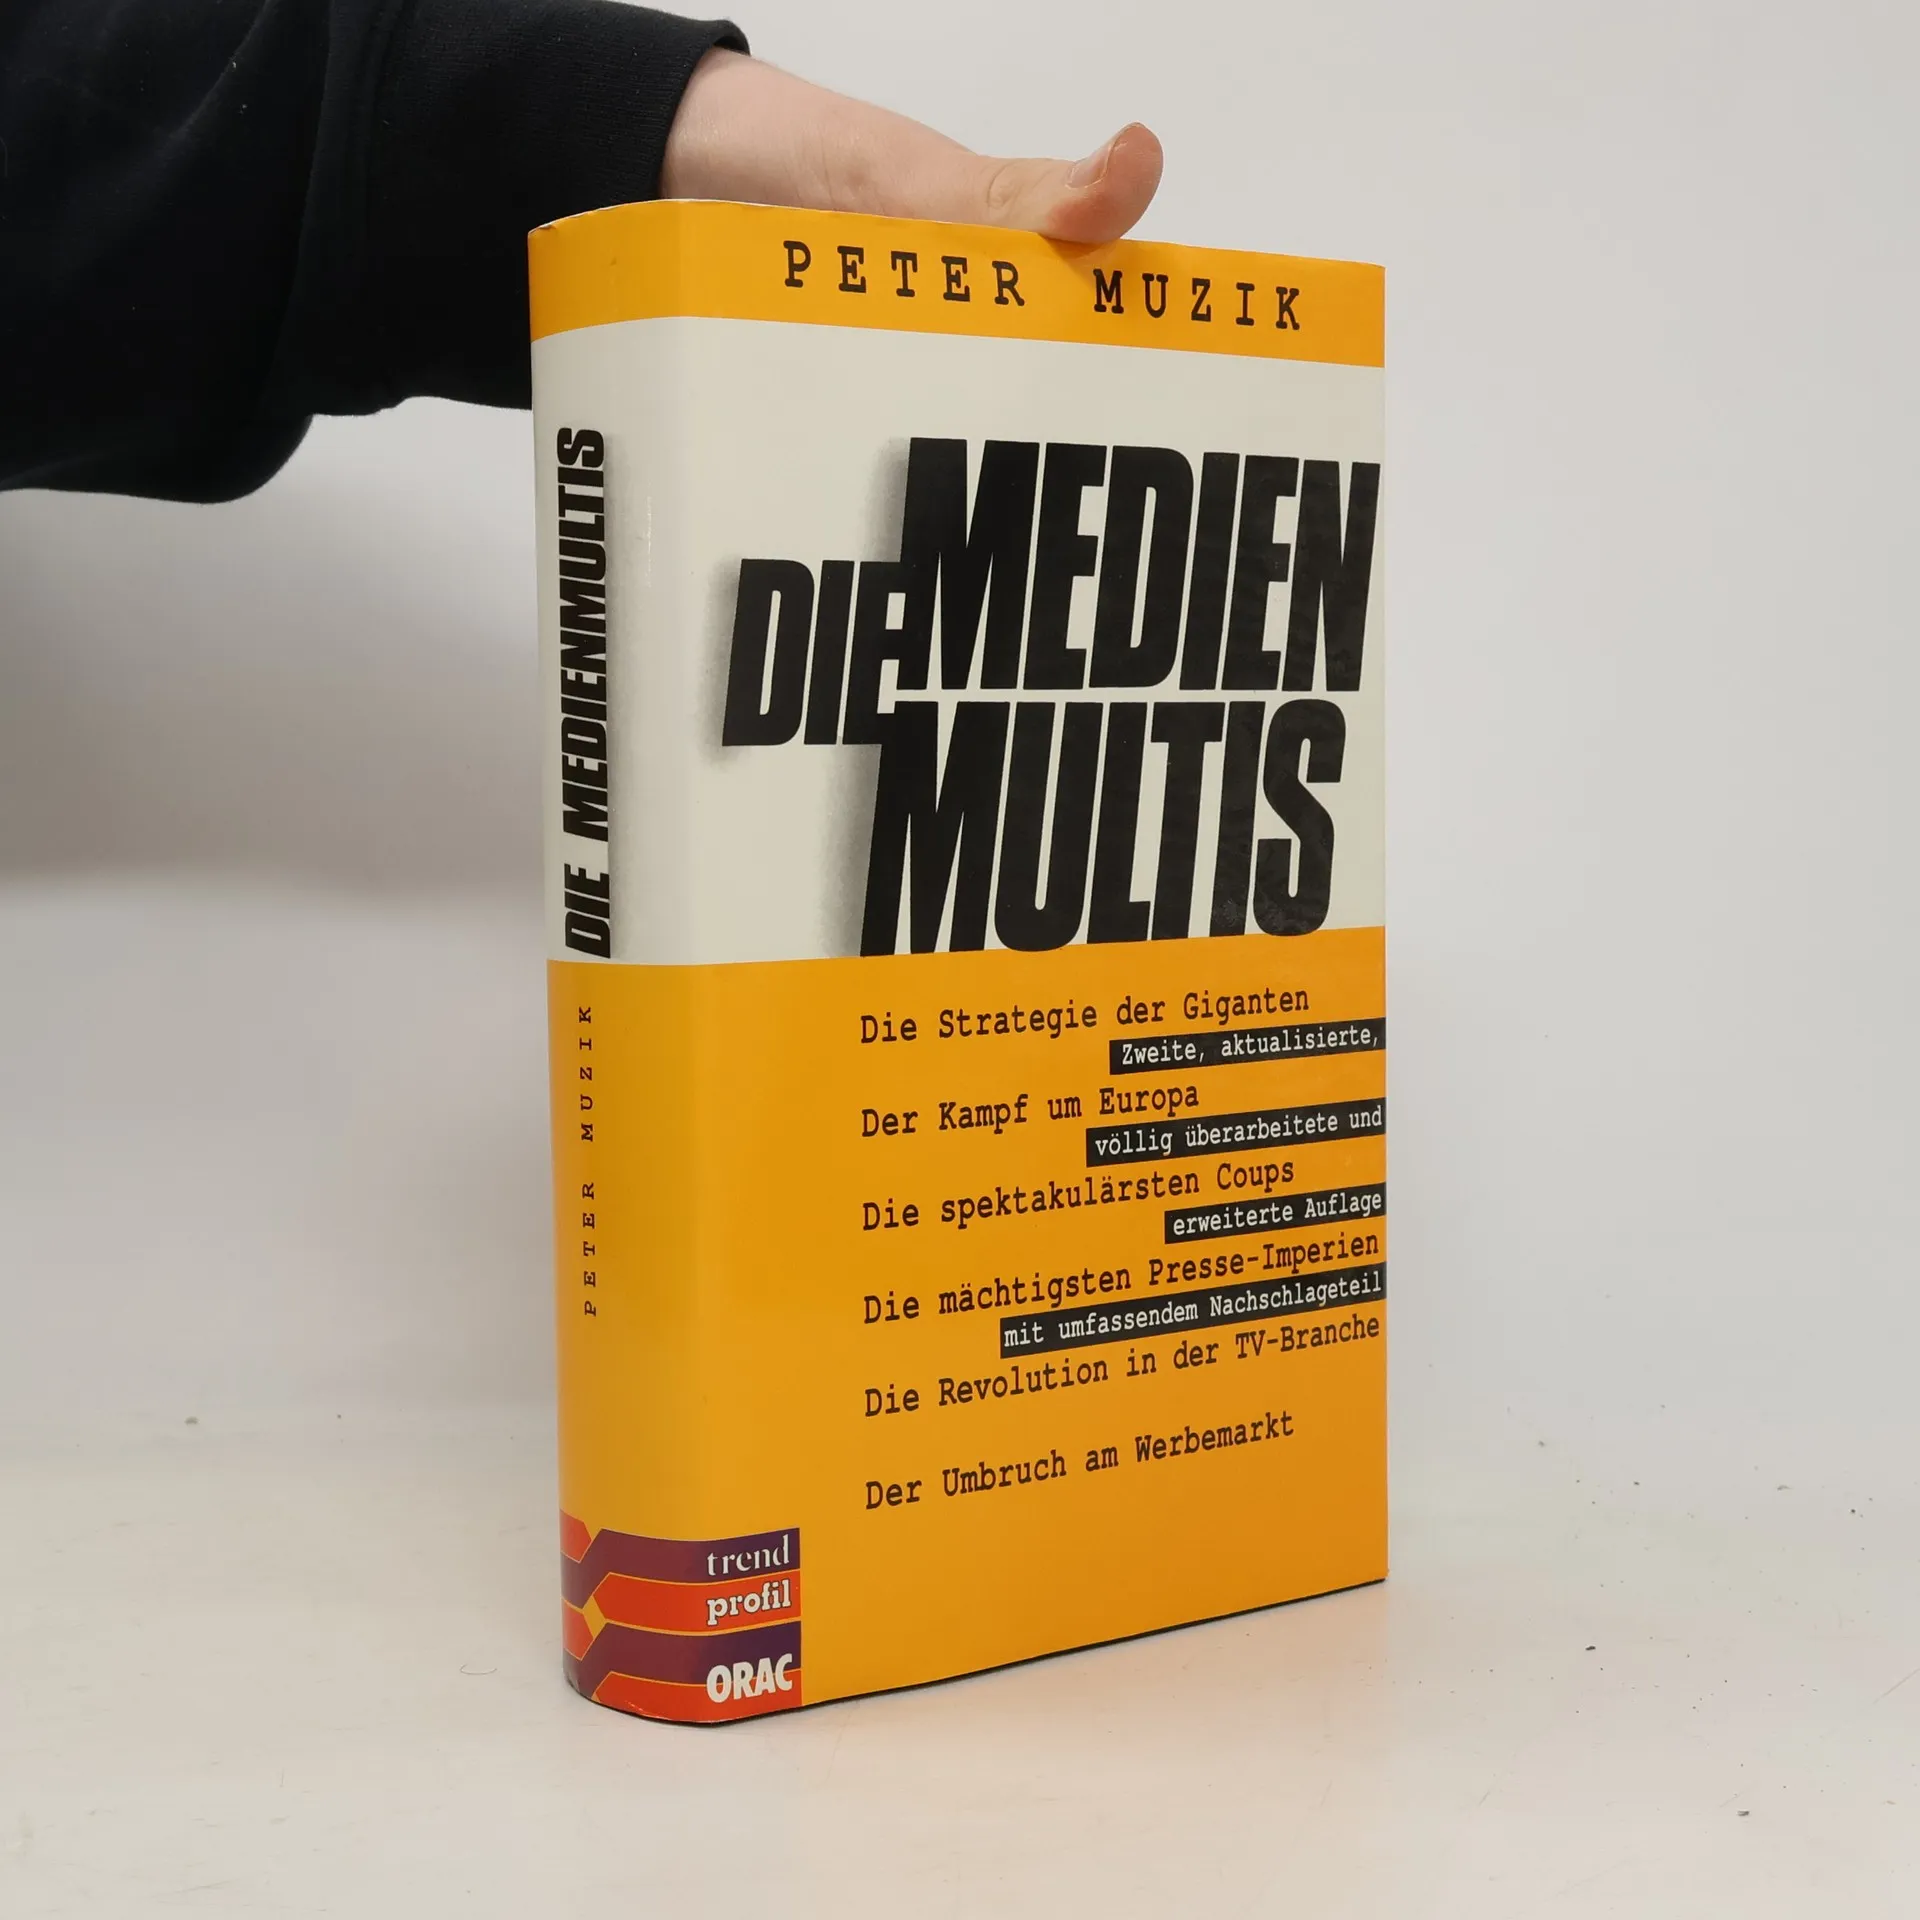 PETER MUZIK
DIE MEDIEN
MULTIS
Die Strategie der Giganten
Zweite, aktualisierte,
Der Kampf um Europa
völlig überarbeitete und
Die spektakulärsten Coups
erweiterte Auflage
Die mächtigsten Presse-Imperien
mit umfassendem Nachschlageteil
Die Revolution in der TV-Branche
Der Umbruch am Werbemarkt
trend
profil
ORAC
DIE MEDIENMULTIS
PETER MUZIK